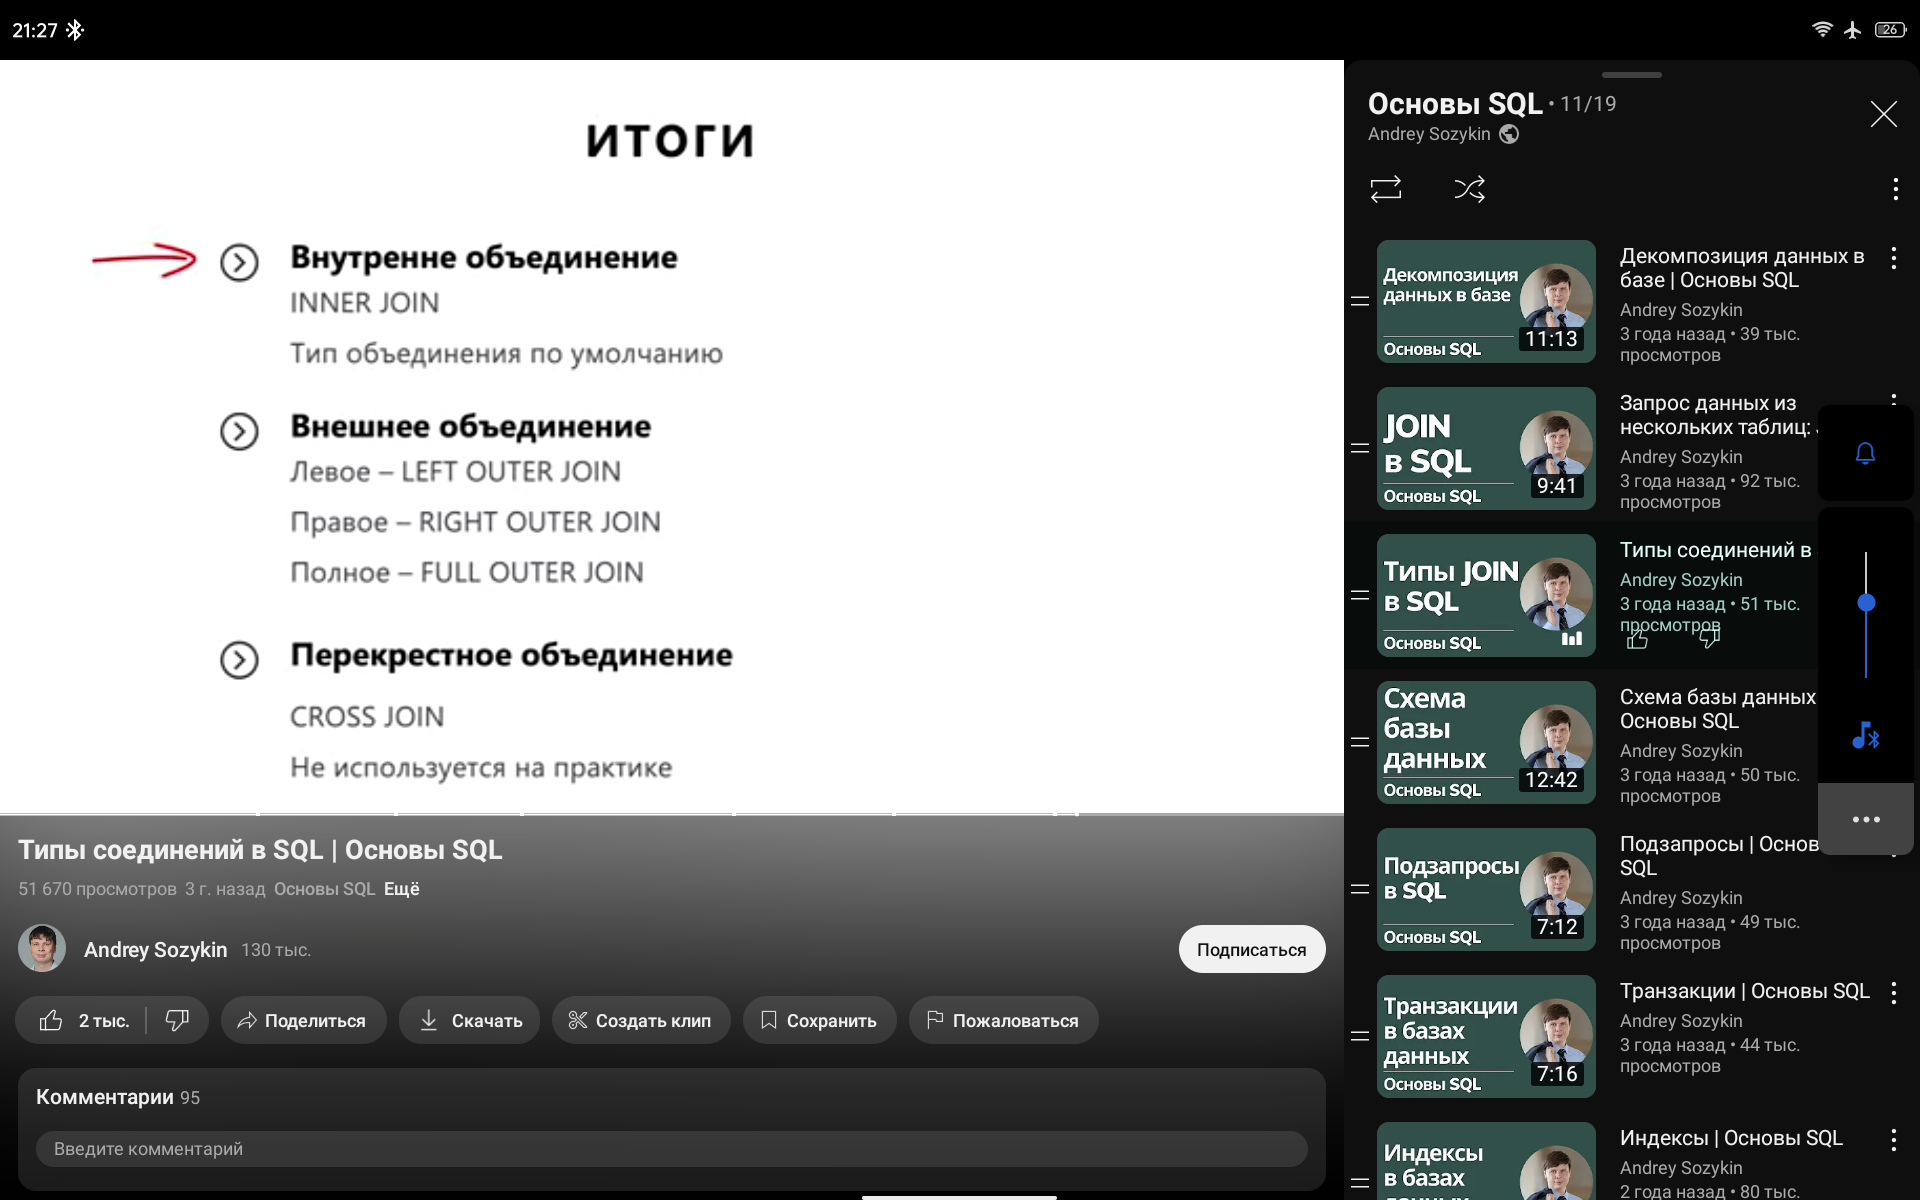 21:27
26
ИТОГИ
Внутренне объединение
INNER JOIN
Тип объединения по умолчанию
Внешнее объединение
Левое – LEFT OUTER JOIN
Правое – RIGHT OUTER JOIN
Полное – FULL OUTER JOIN
Перекрестное объединение
CROSS JOIN
Не используется на практике
Типы соединений в SQL | Основы SQL
51 670 просмотров 3 г. назад Основы SQL Ещё
Andrey Sozykin 130 тыс.
Подписаться
2 тыс.
Поделиться
Скачать
Создать клип
Сохранить
Пожаловаться
Комментарии 95
Введите комментарий
Основы SQL • 11/19
Andrey Sozykin
Декомпозиция
данных в базе
Основы SQL
11:13
Декомпозиция данных в
базе | Основы SQL
Andrey Sozykin
3 года назад • 39 тыс.
просмотров
JOIN
в SQL
Основы SQL
9:41
Запрос данных из
нескольких таблиц:
Andrey Sozykin
3 года назад • 92 тыс.
просмотров
Типы JOIN
в SQL
Основы SQL
Типы соединений в
Andrey Sozykin
3 года назад • 51 тыс.
просмотров
Схема
базы
данных
Основы SQL
12:42
Схема базы данных
Основы SQL
Andrey Sozykin
3 года назад • 50 тыс.
просмотров
Подзапросы
в SQL
Основы SQL
7:12
Подзапросы | Основ
SQL
Andrey Sozykin
3 года назад • 49 тыс.
просмотров
Транзакции
в базах
данных
Основы SQL
7:16
Транзакции | Основы SQL
Andrey Sozykin
3 года назад • 44 тыс.
просмотров
Индексы
в базах
Индексы | Основы SQL
Andrey Sozykin
2 года назад • 80 тыс.